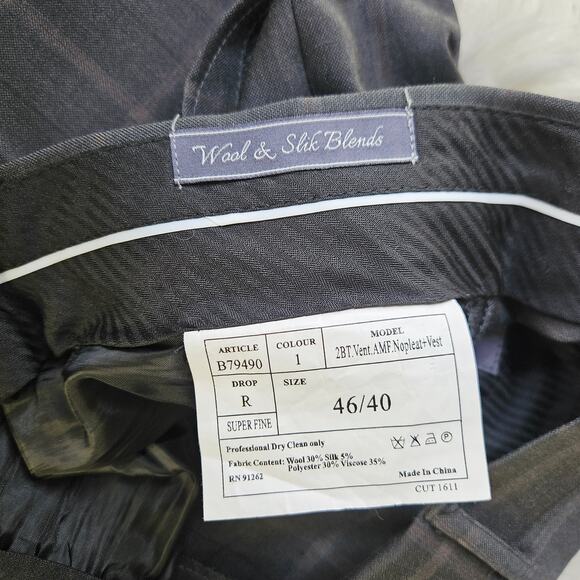 Wool & Slik Blends
ARTICLE COLOUR MODEL
B79490 1 2BT.Vent.AMF.Nopleat+Vest
DROP SIZE
R 46/40
SUPER FINE
Professional Dry Clean only
Fabric Content: Wool 30% Silk 5%
Polyester 30% Viscose 35%
RN 91262 Made In China
CUT 1611